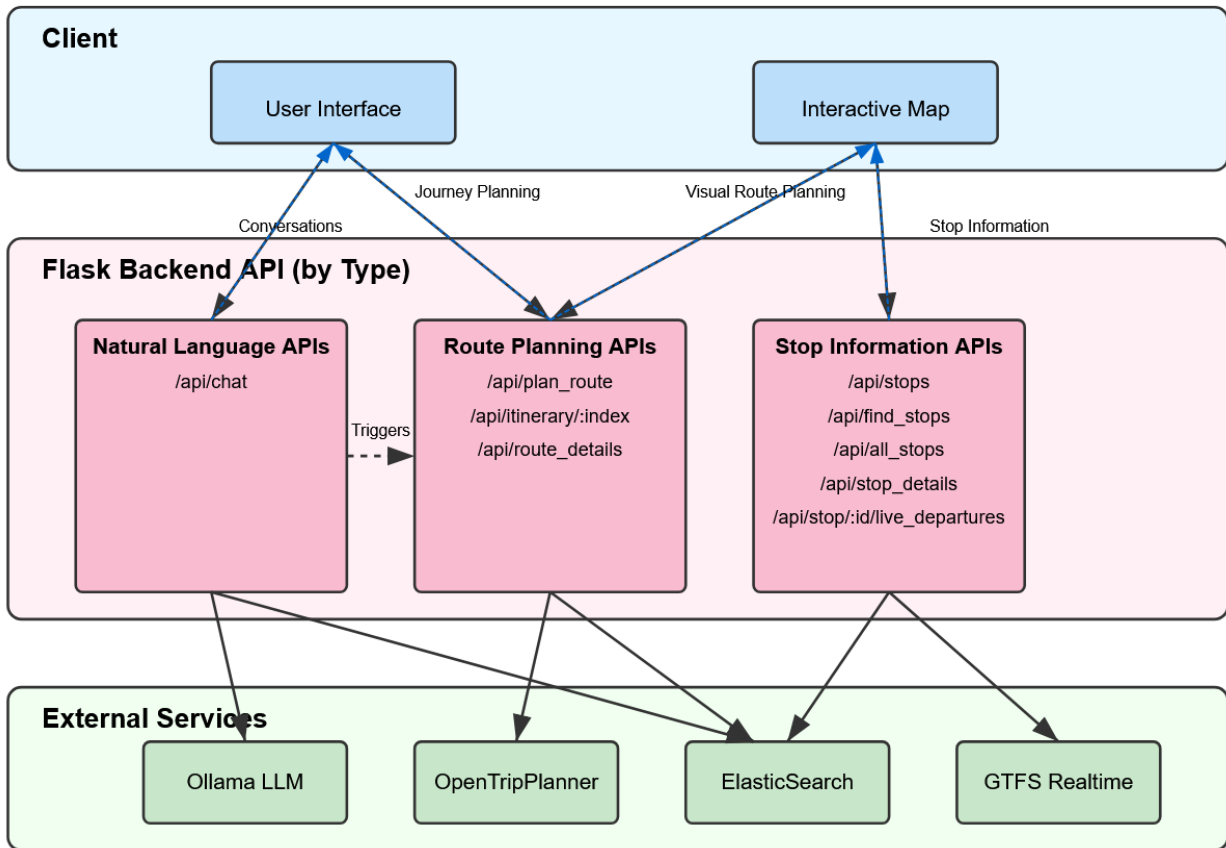 Client
User Interface
Interactive Map
Journey Planning
Visual Route Planning
Conversations
Stop Information
Flask Backend API (by Type)
Natural Language APIs
/api/chat
Triggers
Route Planning APIs
/api/plan_route
/api/itinerary/:index
/api/route_details
Stop Information APIs
/api/stops
/api/find_stops
/api/all_stops
/api/stop_details
/api/stop/:id/live_departures
External Services
Ollama LLM
OpenTripPlanner
ElasticSearch
GTFS Realtime